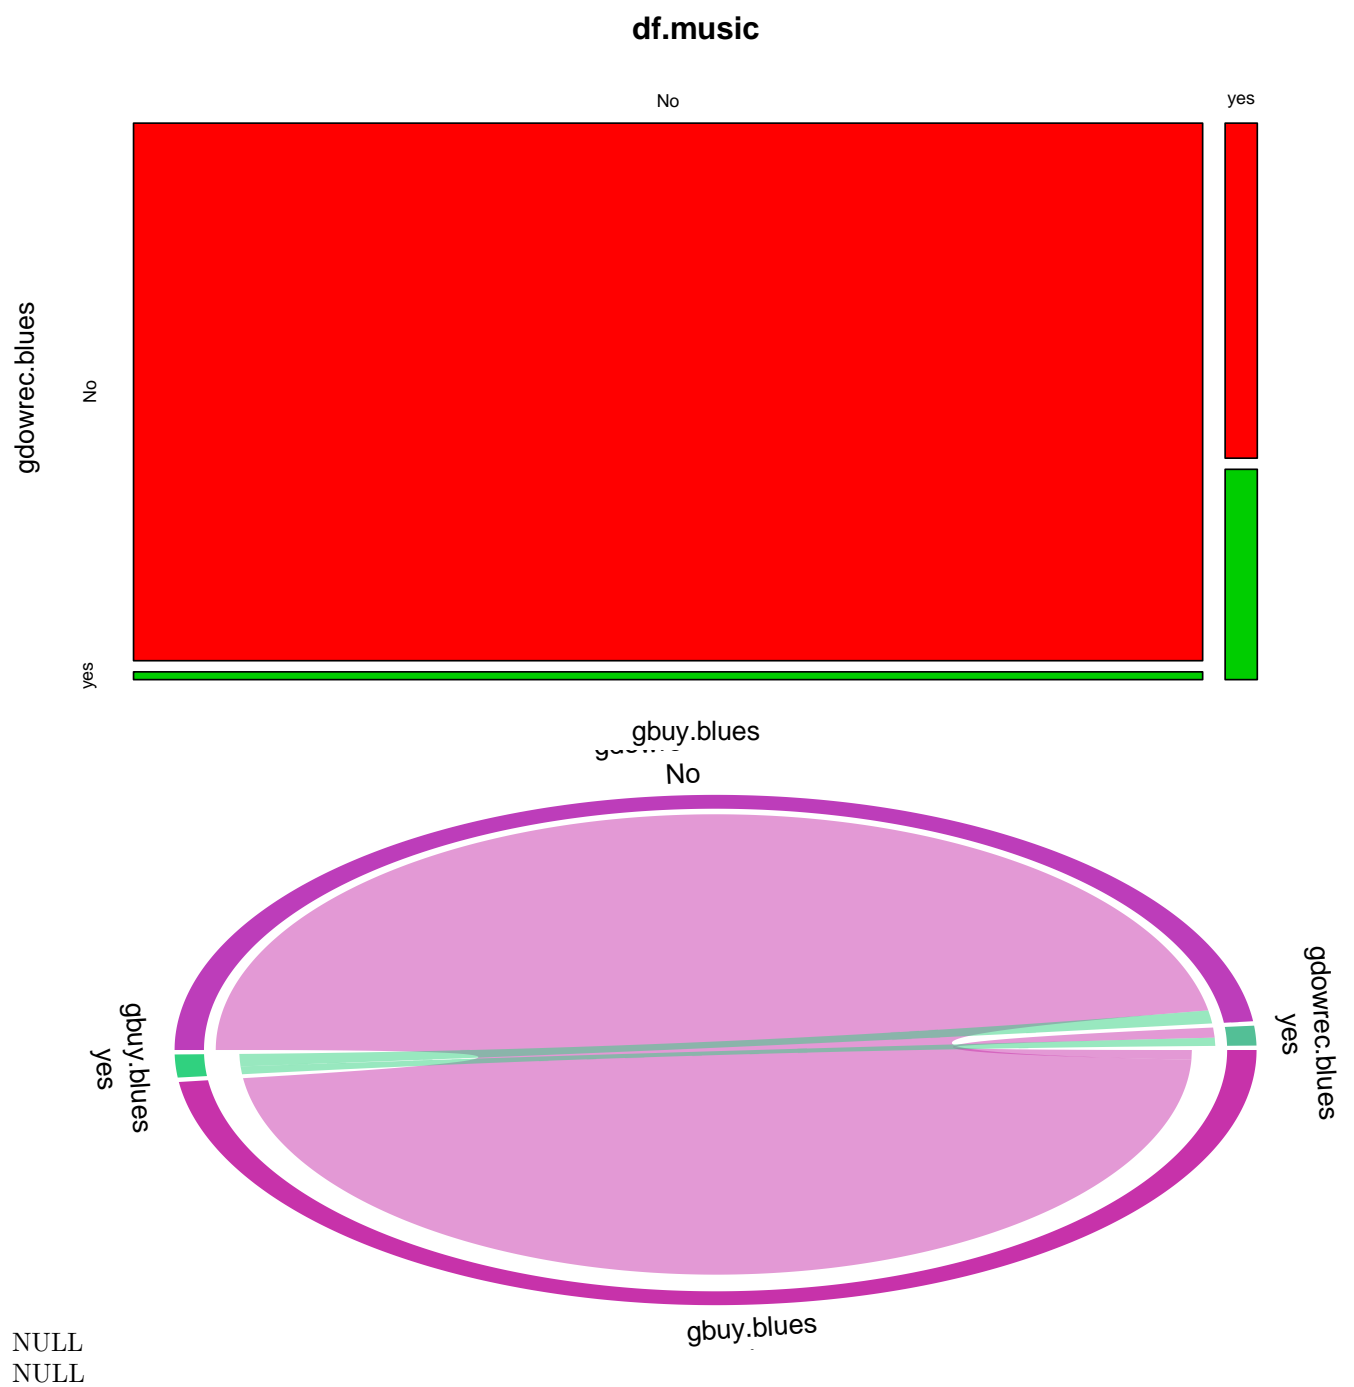 df.music
No yes
gdowrec.blues
No
yes
gbuy.blues
No
gdowrec.blues
yes
gbuy.blues
yes
gbuy.blues
NULL
NULL